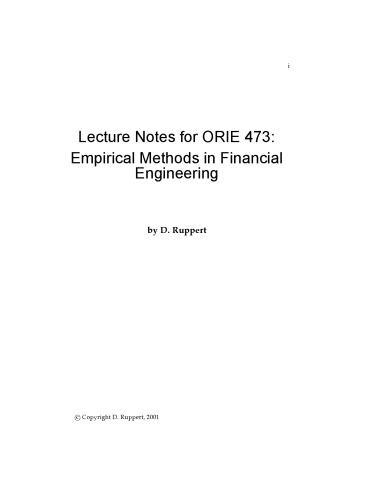 i
Lecture Notes for ORIE 473:
Empirical Methods in Financial
Engineering
by D. Ruppert
© Copyright D. Ruppert, 2001